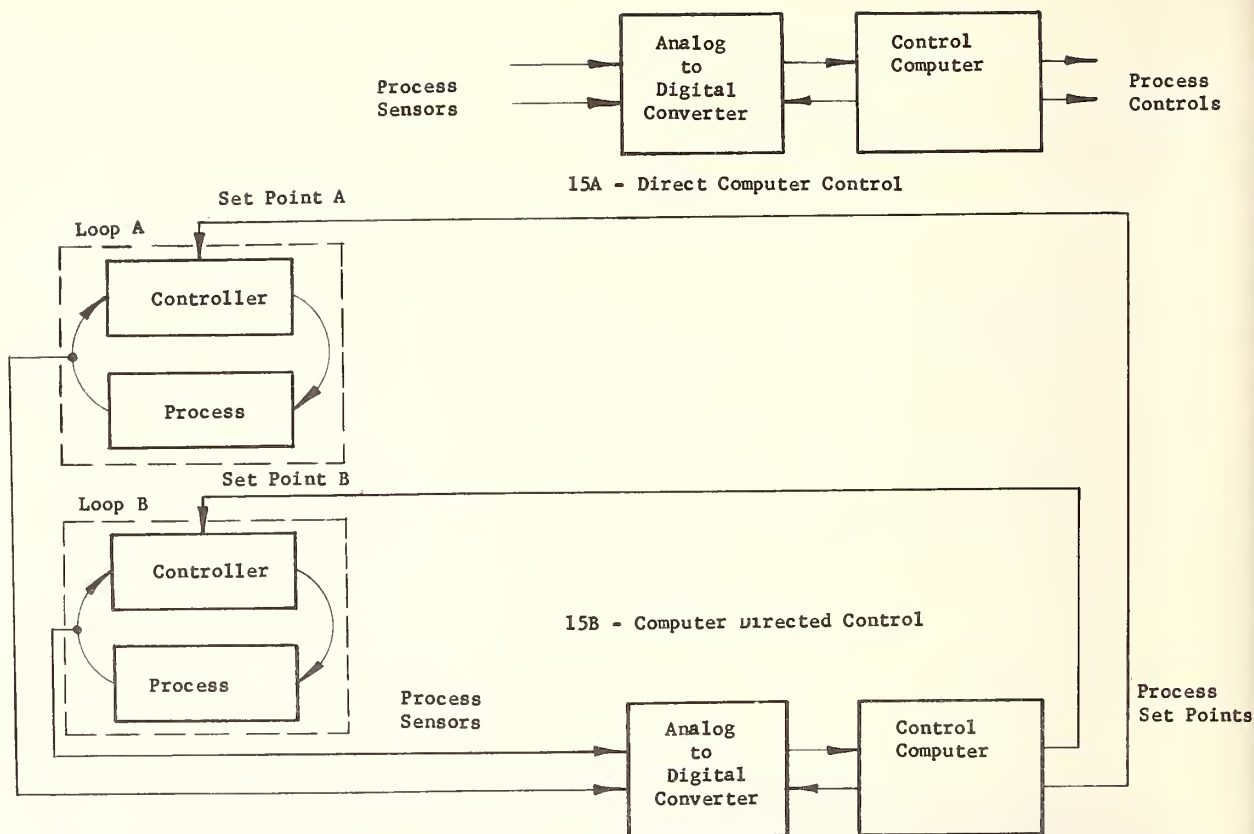 Analog
to
Digital
Converter
Control
Computer
Process
Sensors
Process
Controls
15A - Direct Computer Control
Set Point A
Loop A
Controller
Process
Set Point B
Loop B
Controller
Process
15B - Computer Directed Control
Process
Sensors
Analog
to
Digital
Converter
Control
Computer
Process
Set Points